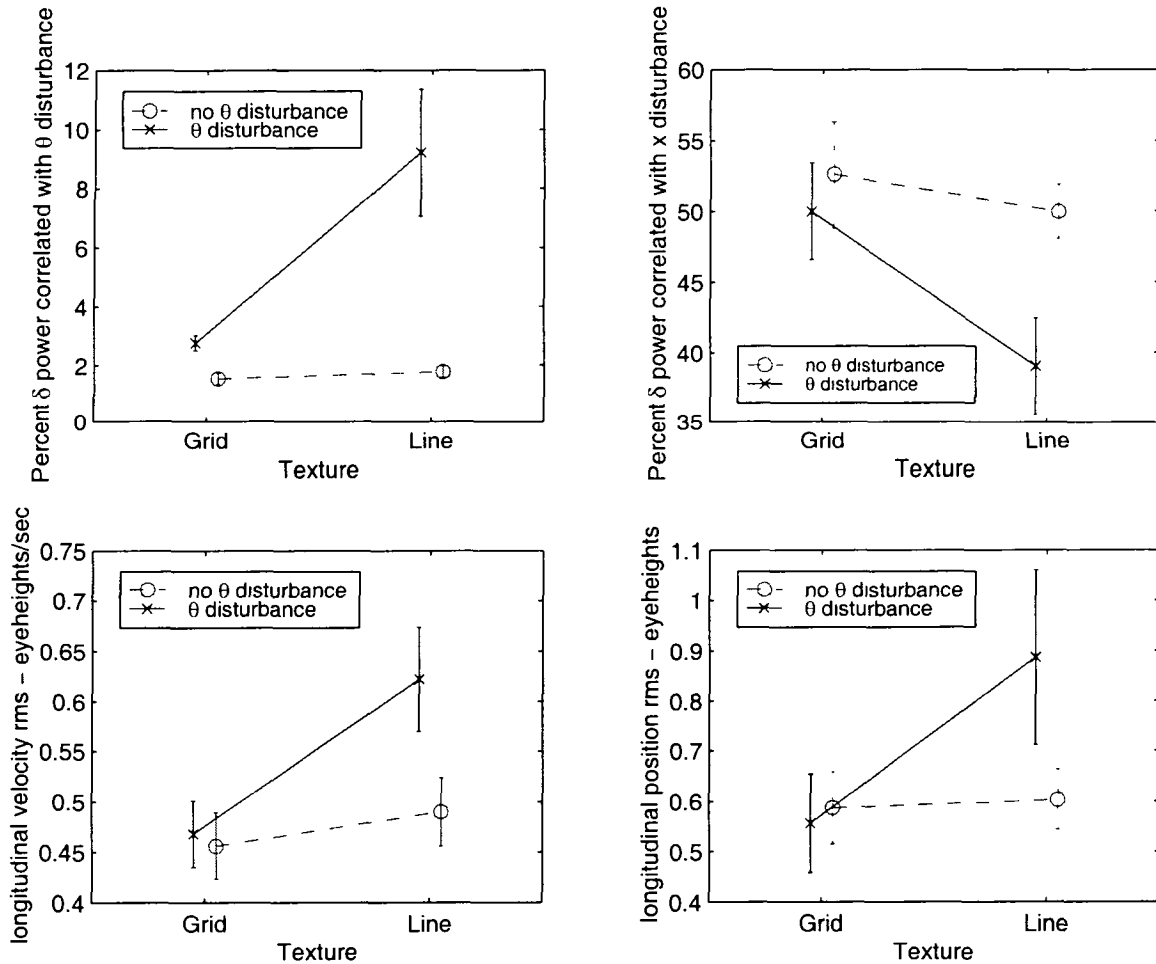 Percent δ power correlated with θ disturbance
12
10
8
6
4
2
0
no θ disturbance
θ disturbance
Grid
Line
Texture
Percent δ power correlated with x disturbance
60
55
50
45
40
35
no θ disturbance
θ disturbance
Grid
Line
Texture
longitudinal velocity rms – eyeheights/sec
0.75
0.7
0.65
0.6
0.55
0.5
0.45
0.4
no θ disturbance
θ disturbance
Grid
Line
Texture
longitudinal position rms – eyeheights
1.1
1
0.9
0.8
0.7
0.6
0.5
0.4
no θ disturbance
θ disturbance
Grid
Line
Texture